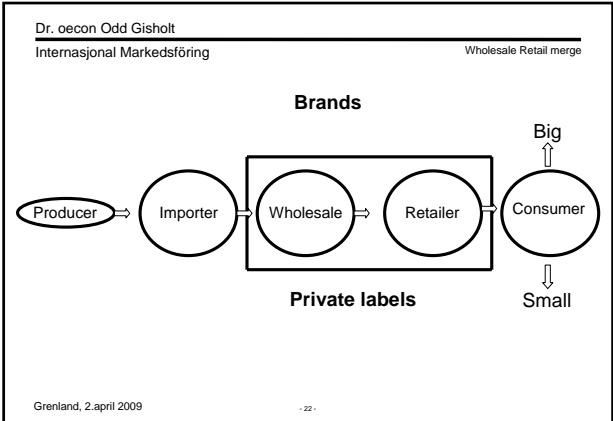 Dr. oecon Odd Gisholt
Internasjonal Markedsföring
Wholesale Retail merge
Brands
Big
Producer
Importer
Wholesale
Retailer
Consumer
Private labels
Small
Grenland, 2.april 2009
- 22 -